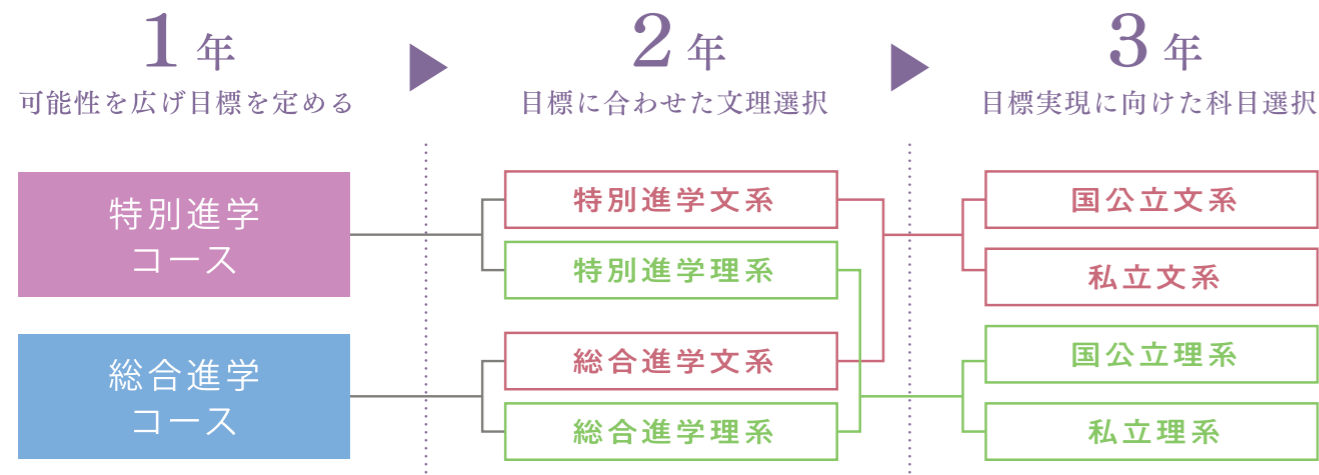 1年
可能性を広げ目標を定める
2年
目標に合わせた文理選択
3年
目標実現に向けた科目選択
特別進学
コース
総合進学
コース
特別進学文系
特別進学理系
総合進学文系
総合進学理系
国公立文系
私立文系
国公立理系
私立理系